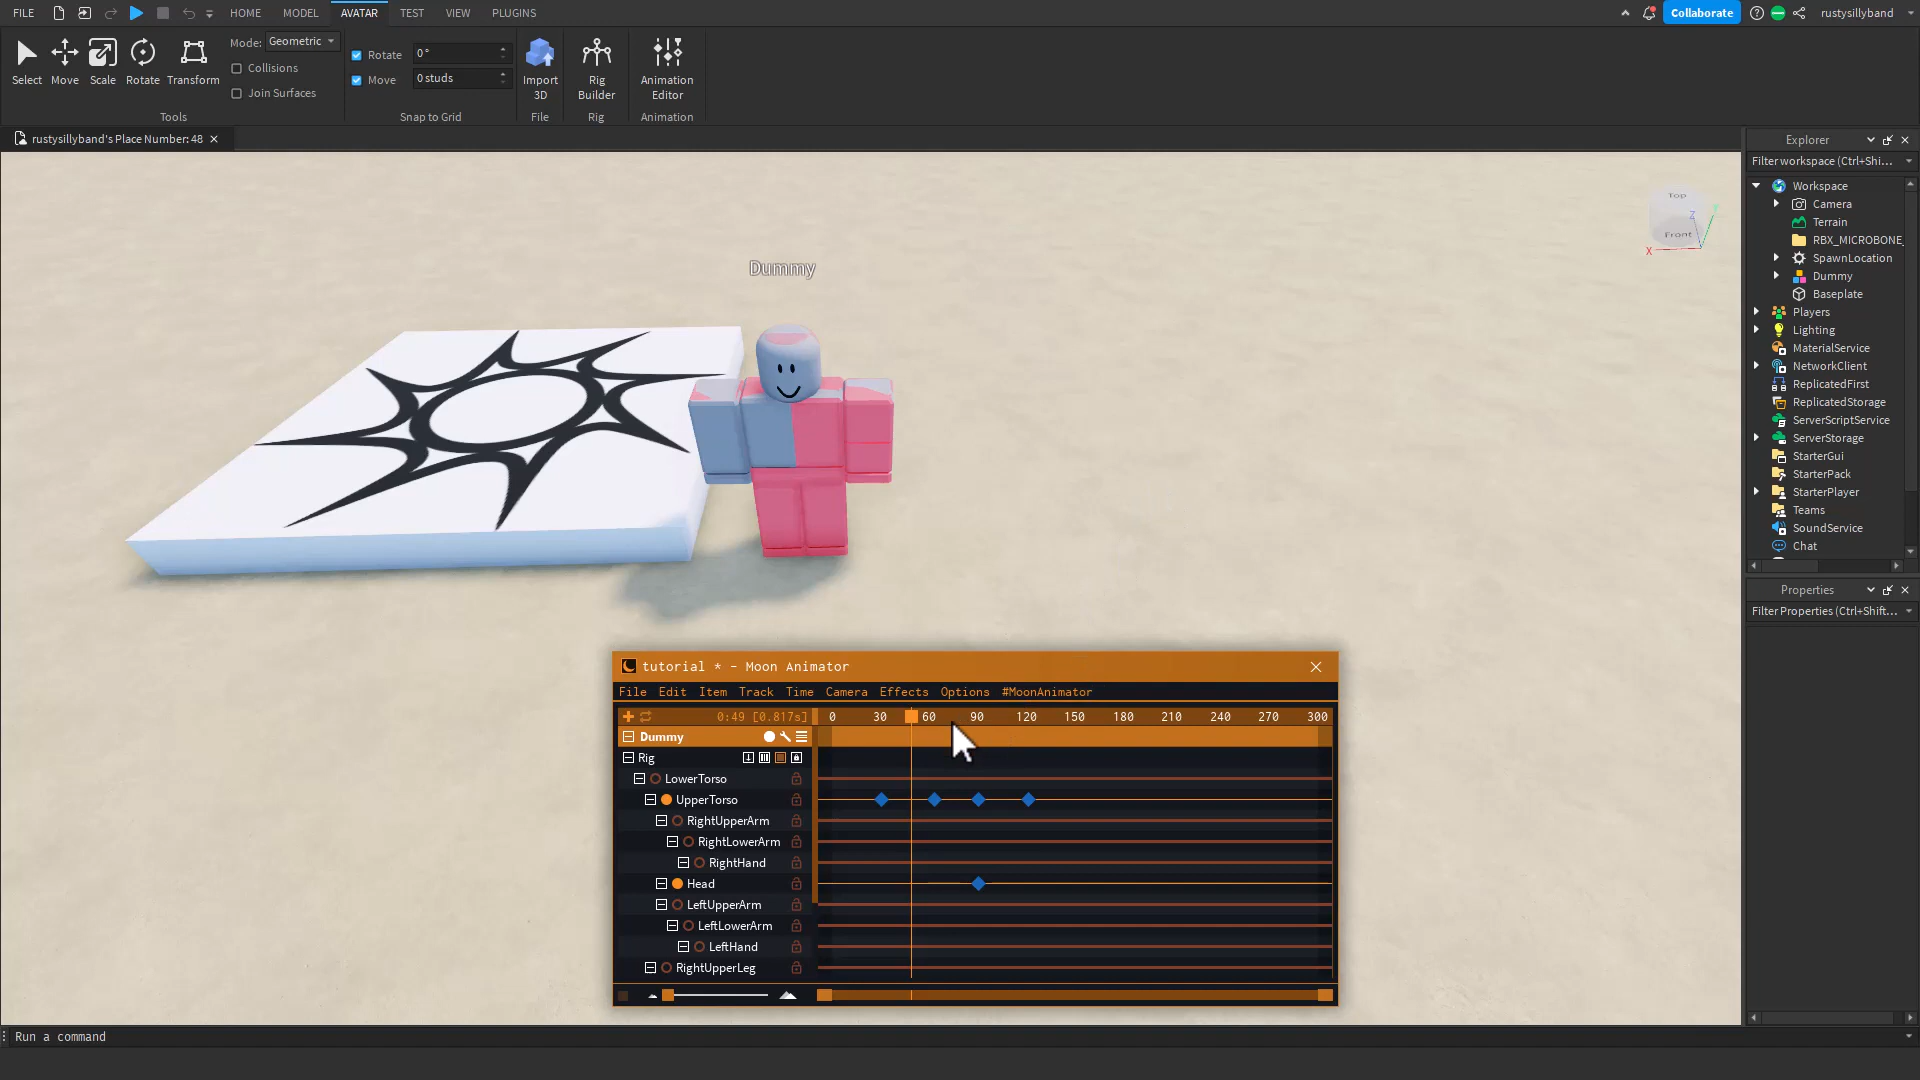 FILE HOME MODEL AVATAR TEST VIEW PLUGINS Collaborate rustysillyband
Select Move Scale Rotate Transform
Mode: Geometric
Collisions
Join Surfaces
Tools
Rotate 0°
Move 0 studs
Snap to Grid
Import 3D
File
Rig Builder
Rig
Animation Editor
Animation
rustysillyband's Place Number: 48
Dummy
Top
Front
X
Z
Y
Explorer
Filter workspace (Ctrl+Shi...
Workspace
Camera
Terrain
RBX_MICROBONE_
SpawnLocation
Dummy
Baseplate
Players
Lighting
MaterialService
NetworkClient
ReplicatedFirst
ReplicatedStorage
ServerScriptService
ServerStorage
StarterGui
StarterPack
StarterPlayer
Teams
SoundService
Chat
Properties
Filter Properties (Ctrl+Shift...
tutorial * - Moon Animator
File Edit Item Track Time Camera Effects Options #MoonAnimator
0:49 [0.817s] 0 30 60 90 120 150 180 210 240 270 300
Dummy
Rig
LowerTorso
UpperTorso
RightUpperArm
RightLowerArm
RightHand
Head
LeftUpperArm
LeftLowerArm
LeftHand
RightUpperLeg
Run a command